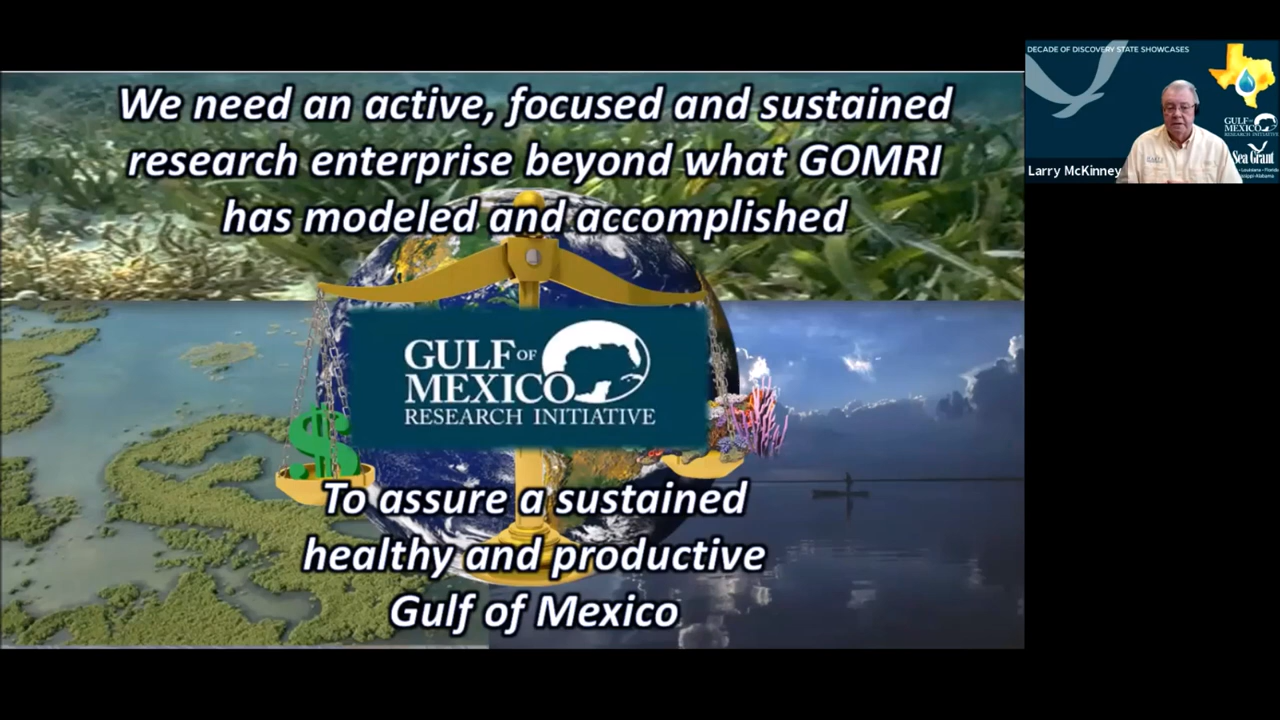 We need an active, focused and sustained
research enterprise beyond what GOMRI
has modeled and accomplished
GULF OF
MEXICO
RESEARCH INITIATIVE
$
To assure a sustained
healthy and productive
Gulf of Mexico
DECADE OF DISCOVERY STATE SHOWCASES
GULF OF
MEXICO
RESEARCH INITIATIVE
Sea Grant
Larry McKinney